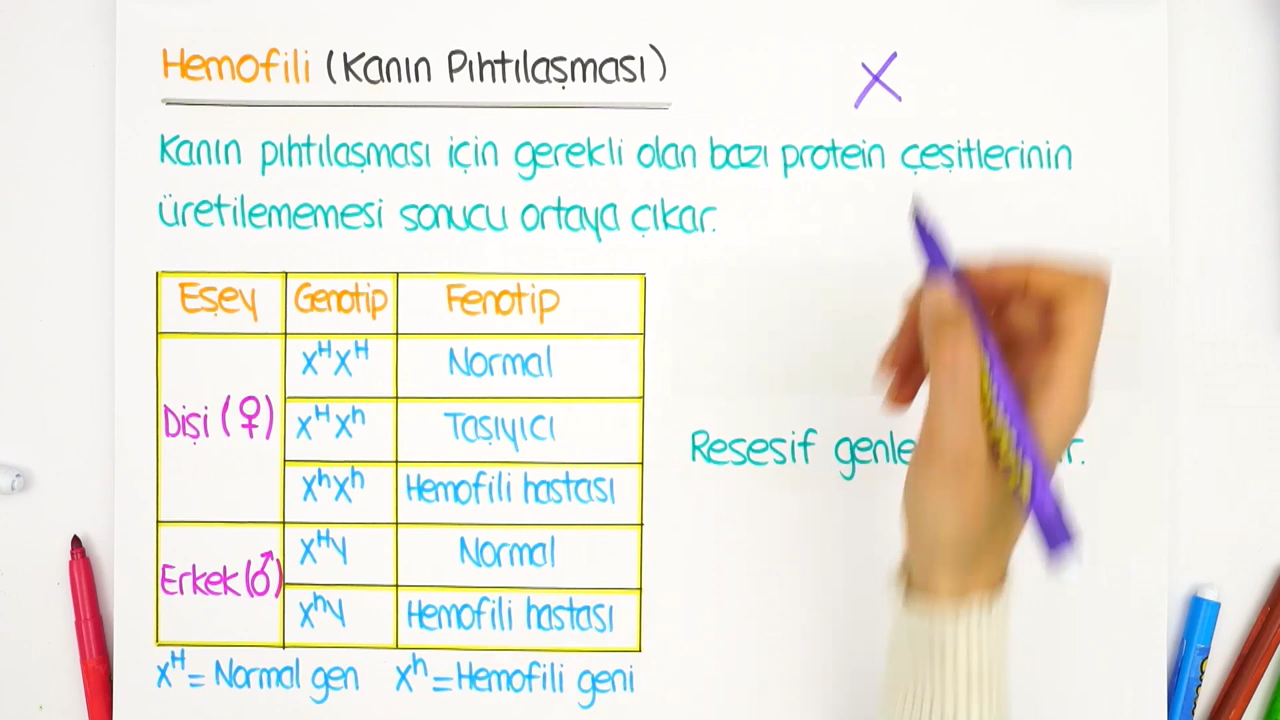 Hemofili (Kanın Pıhtılaşması)
X
Kanın pıhtılaşması için gerekli olan bazı protein çeşitlerinin
üretilememesi sonucu ortaya çıkar.
Eşey Genotip Fenotip
Dişi (♀)
XᴴXᴴ Normal
XᴴXʰ Taşıyıcı
XʰXʰ Hemofili hastası
Erkek (♂)
XᴴY Normal
XʰY Hemofili hastası
Xᴴ = Normal gen Xʰ = Hemofili geni
Resesif